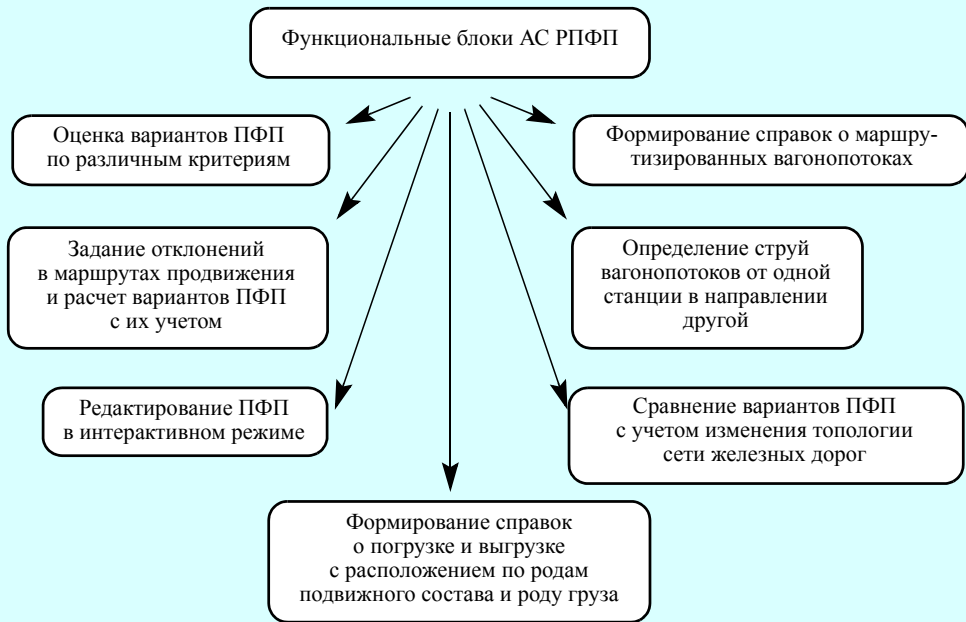 Функциональные блоки АС РПФП
Оценка вариантов ПФП
по различным критериям
Формирование справок о маршру-
тизированных вагонопотоках
Задание отклонений
в маршрутах продвижения
и расчет вариантов ПФП
с их учетом
Определение струй
вагонопотоков от одной
станции в направлении
другой
Редактирование ПФП
в интерактивном режиме
Сравнение вариантов ПФП
с учетом изменения топологии
сети железных дорог
Формирование справок
о погрузке и выгрузке
с расположением по родам
подвижного состава и роду груза